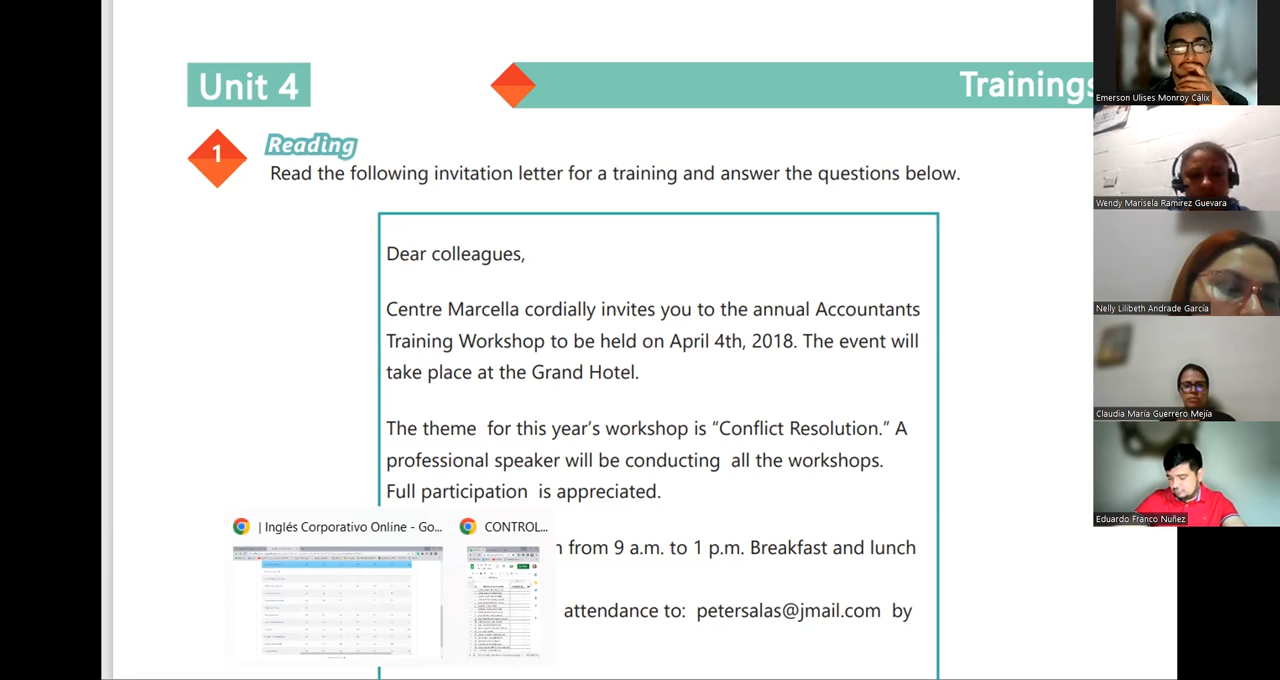 Unit 4
Trainings
1
Reading
Read the following invitation letter for a training and answer the questions below.
Dear colleagues,
Centre Marcella cordially invites you to the annual Accountants
Training Workshop to be held on April 4th, 2018. The event will
take place at the Grand Hotel.
The theme for this year's workshop is “Conflict Resolution.” A
professional speaker will be conducting all the workshops.
Full participation is appreciated.
from 9 a.m. to 1 p.m. Breakfast and lunch
attendance to: petersalas@jmail.com by
| Inglés Corporativo Online - Go...
CONTROL...
Emerson Ulises Monroy Cálix
Wendy Marisela Ramirez Guevara
Nelly Lilibeth Andrade García
Claudia María Guerrero Mejía
Eduardo Franco Nuñez